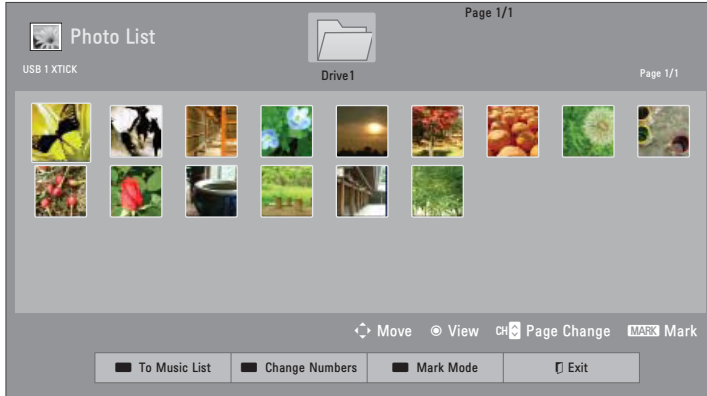 Page 1/1
Photo List
USB 1 XTICK
Drive1
Page 1/1
Move View CH Page Change MARK Mark
To Music List Change Numbers Mark Mode Exit